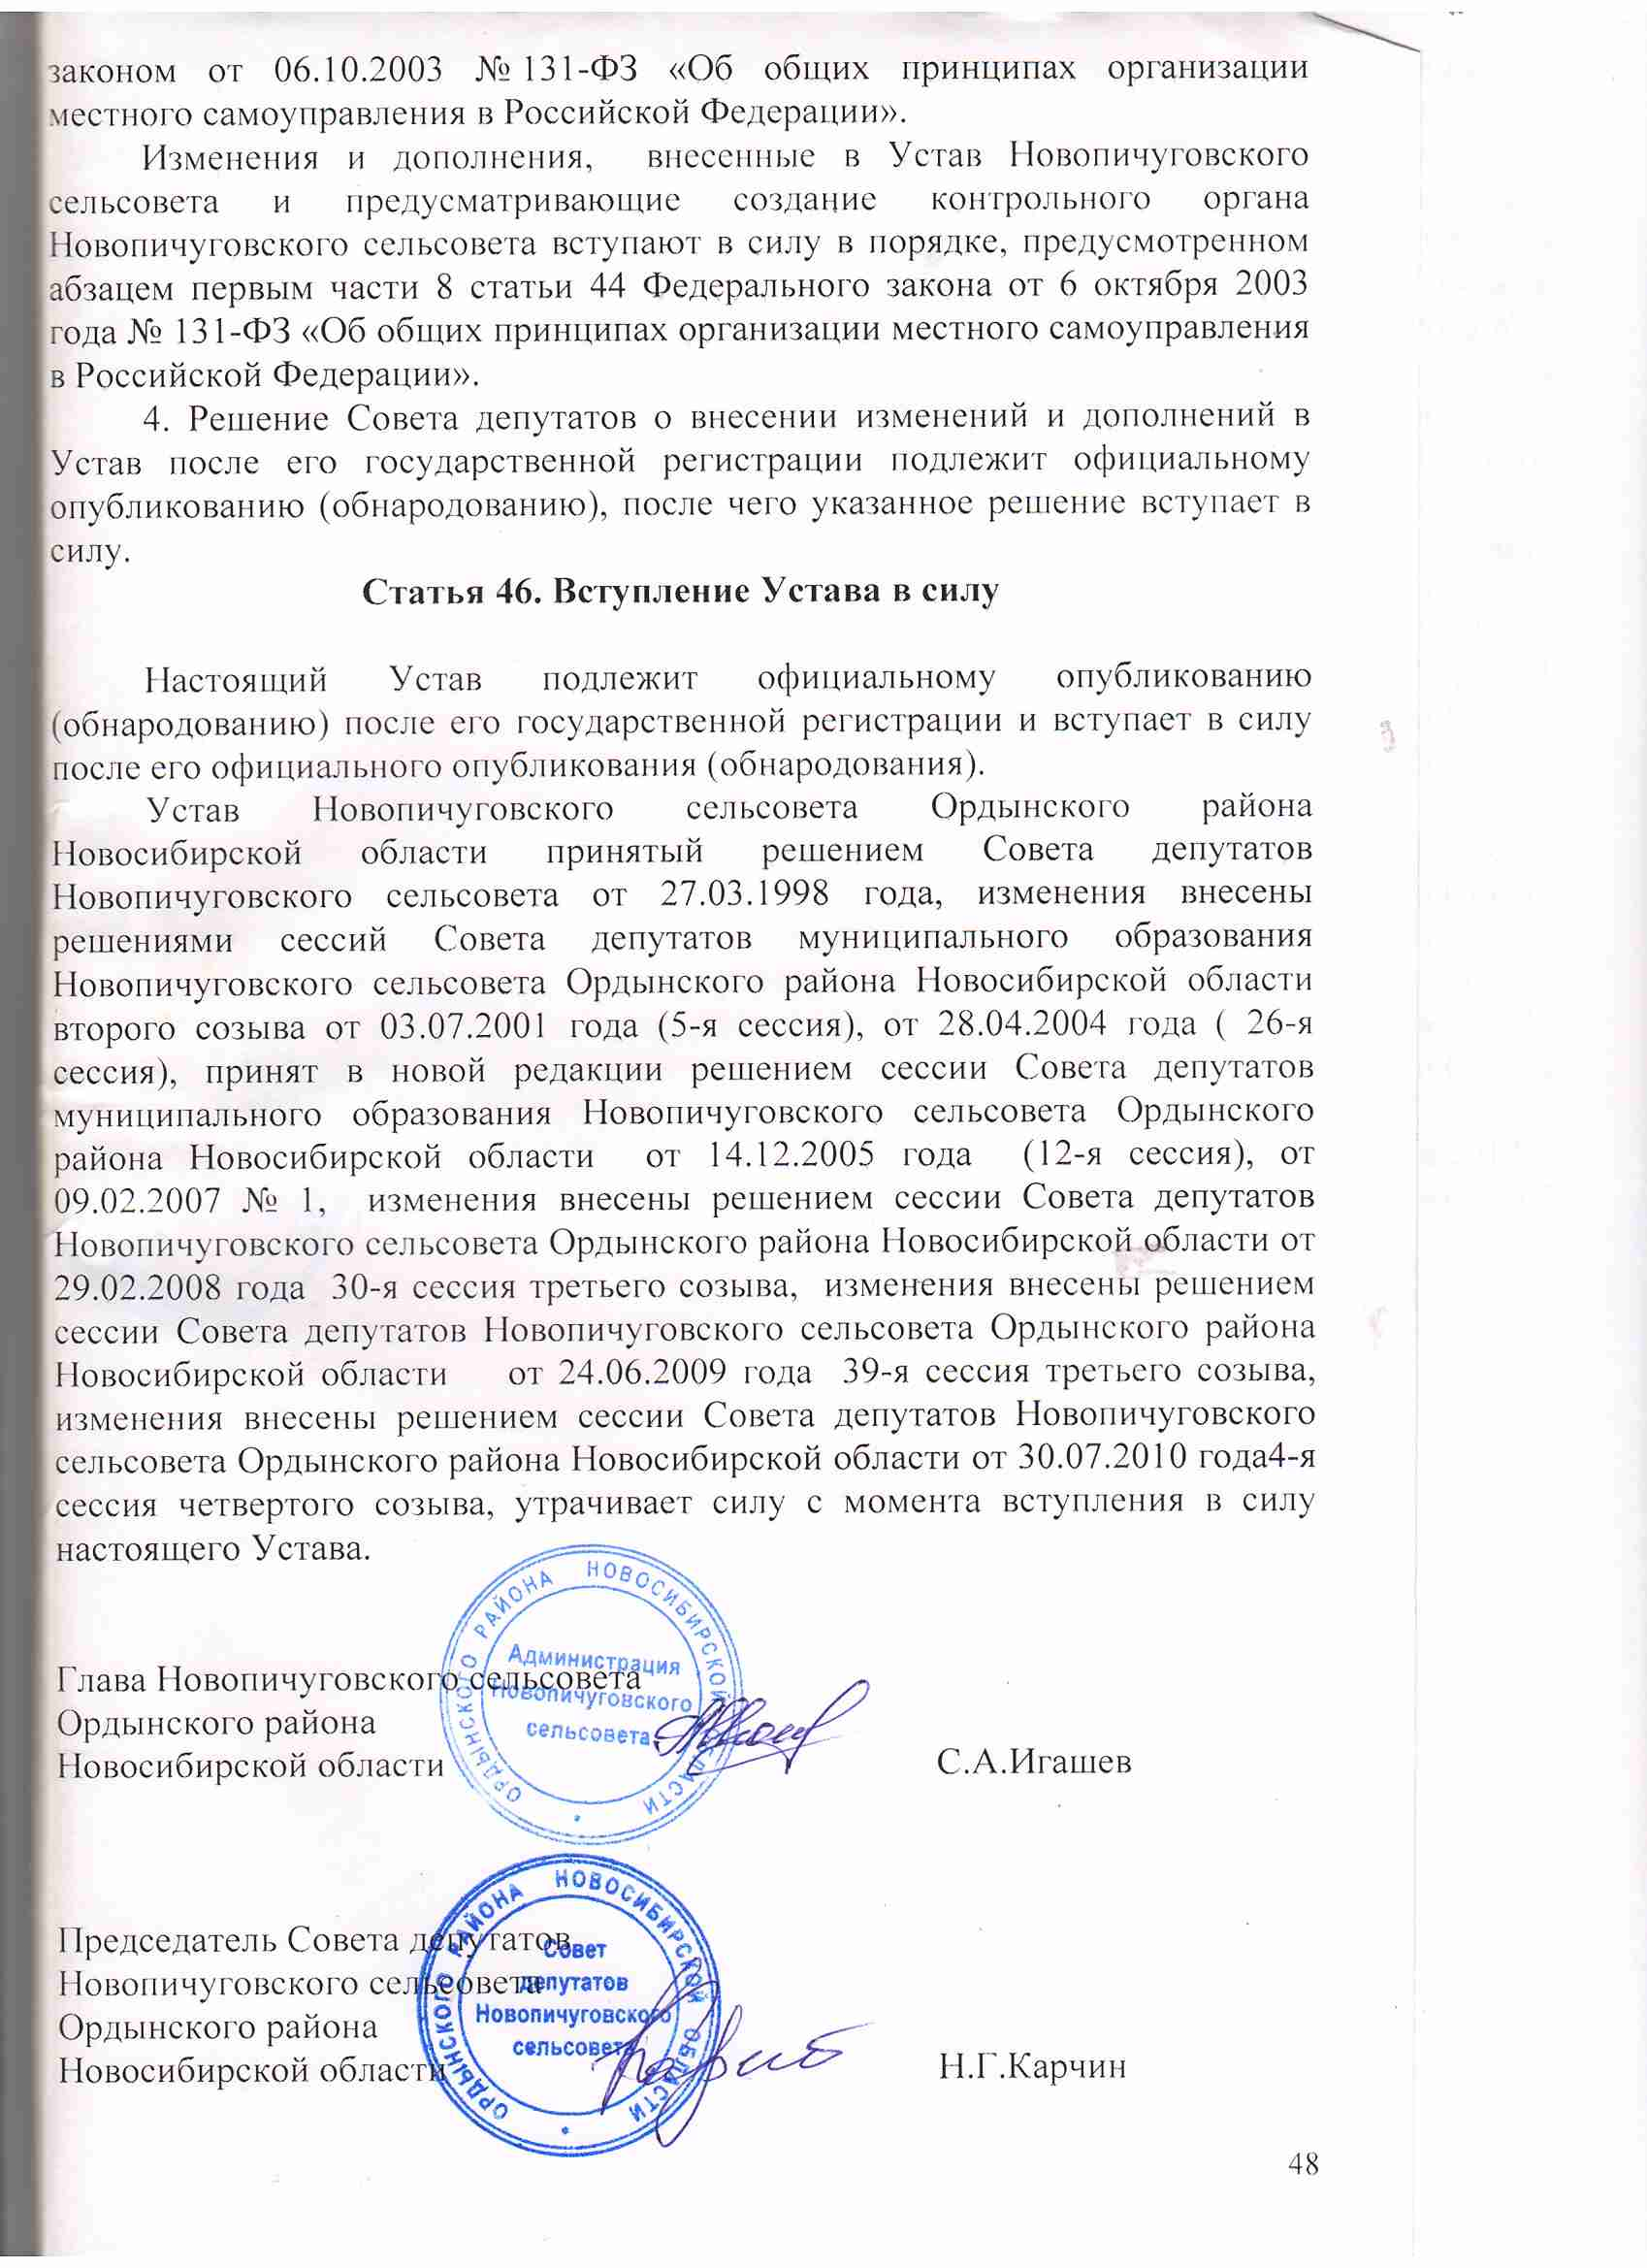 законом от 06.10.2003 № 131-ФЗ «Об общих принципах организации
местного самоуправления в Российской Федерации».
Изменения и дополнения, внесенные в Устав Новопичуговского
сельсовета и предусматривающие создание контрольного органа
Новопичуговского сельсовета вступают в силу в порядке, предусмотренном
абзацем первым части 8 статьи 44 Федерального закона от 6 октября 2003
года № 131-ФЗ «Об общих принципах организации местного самоуправления
в Российской Федерации».
4. Решение Совета депутатов о внесении изменений и дополнений в
Устав после его государственной регистрации подлежит официальному
опубликованию (обнародованию), после чего указанное решение вступает в
силу.
Статья 46. Вступление Устава в силу
Настоящий Устав подлежит официальному опубликованию
(обнародованию) после его государственной регистрации и вступает в силу
после его официального опубликования (обнародования).
Устав Новопичуговского сельсовета Ордынского района
Новосибирской области принятый решением Совета депутатов
Новопичуговского сельсовета от 27.03.1998 года, изменения внесены
решениями сессий Совета депутатов муниципального образования
Новопичуговского сельсовета Ордынского района Новосибирской области
второго созыва от 03.07.2001 года (5-я сессия), от 28.04.2004 года ( 26-я
сессия), принят в новой редакции решением сессии Совета депутатов
муниципального образования Новопичуговского сельсовета Ордынского
района Новосибирской области от 14.12.2005 года (12-я сессия), от
09.02.2007 № 1, изменения внесены решением сессии Совета депутатов
Новопичуговского сельсовета Ордынского района Новосибирской области от
29.02.2008 года 30-я сессия третьего созыва, изменения внесены решением
сессии Совета депутатов Новопичуговского сельсовета Ордынского района
Новосибирской области от 24.06.2009 года 39-я сессия третьего созыва,
изменения внесены решением сессии Совета депутатов Новопичуговского
сельсовета Ордынского района Новосибирской области от 30.07.2010 года4-я
сессия четвертого созыва, утрачивает силу с момента вступления в силу
настоящего Устава.
ОРДЫНСКОГО РАЙОНА НОВОСИБИРСКОЙ ОБЛАСТИ
Администрация
Новопичуговского
сельсовета
Глава Новопичуговского сельсовета
Ордынского района
Новосибирской области С.А.Игашев
ОРДЫНСКОГО РАЙОНА НОВОСИБИРСКОЙ ОБЛАСТИ
Совет
депутатов
Новопичуговского
сельсовета
Председатель Совета депутатов
Новопичуговского сельсовета
Ордынского района
Новосибирской области Н.Г.Карчин
48